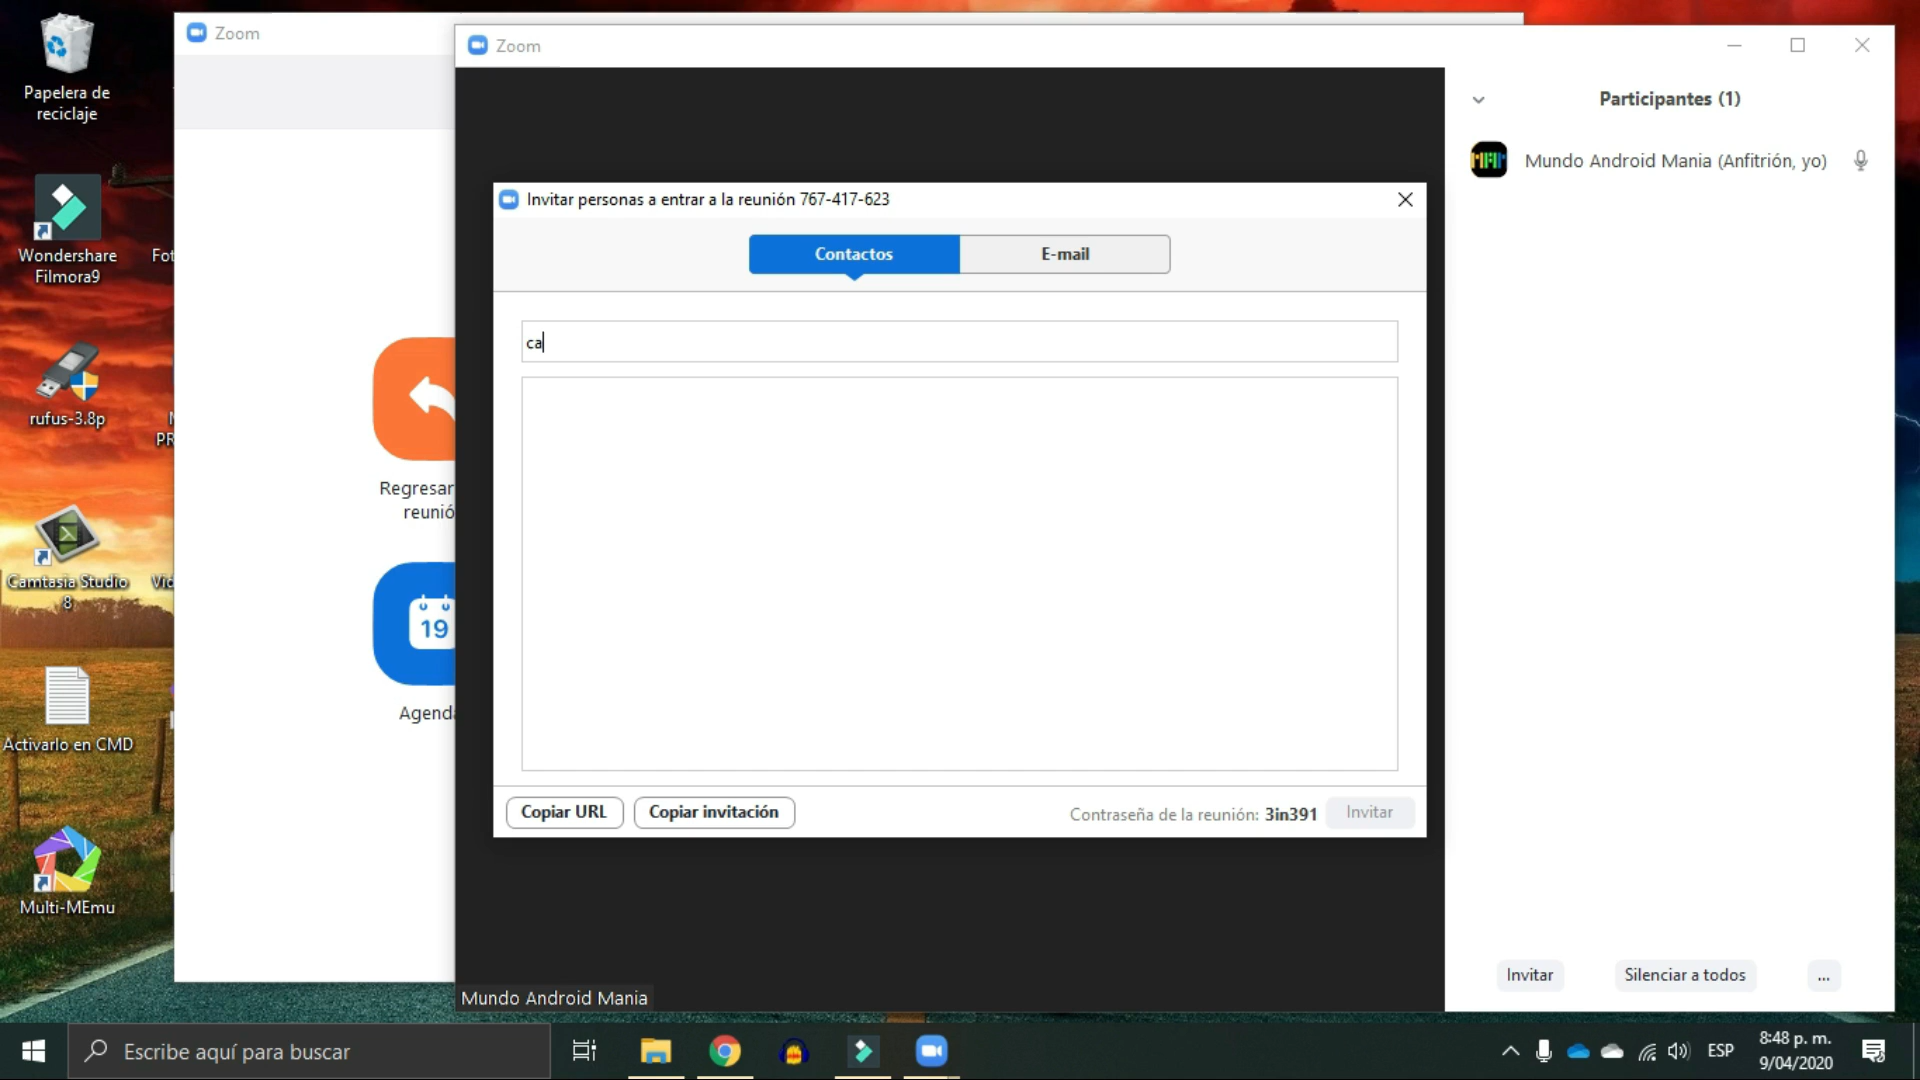 Papelera de
reciclaje
Wondershare
Filmora9
rufus-3.8p
Camtasia Studio
8
Activarlo en CMD
Multi-MEmu
Fot
PR
Vid
Zoom
Regresar
reunió
19
Agend
Zoom
Invitar personas a entrar a la reunión 767-417-623
Contactos
E-mail
ca
Copiar URL
Copiar invitación
Contraseña de la reunión: 3in391
Invitar
Mundo Android Mania
Participantes (1)
Mundo Android Mania (Anfitrión, yo)
Invitar
Silenciar a todos
...
Escribe aquí para buscar
ESP
8:48 p. m.
9/04/2020